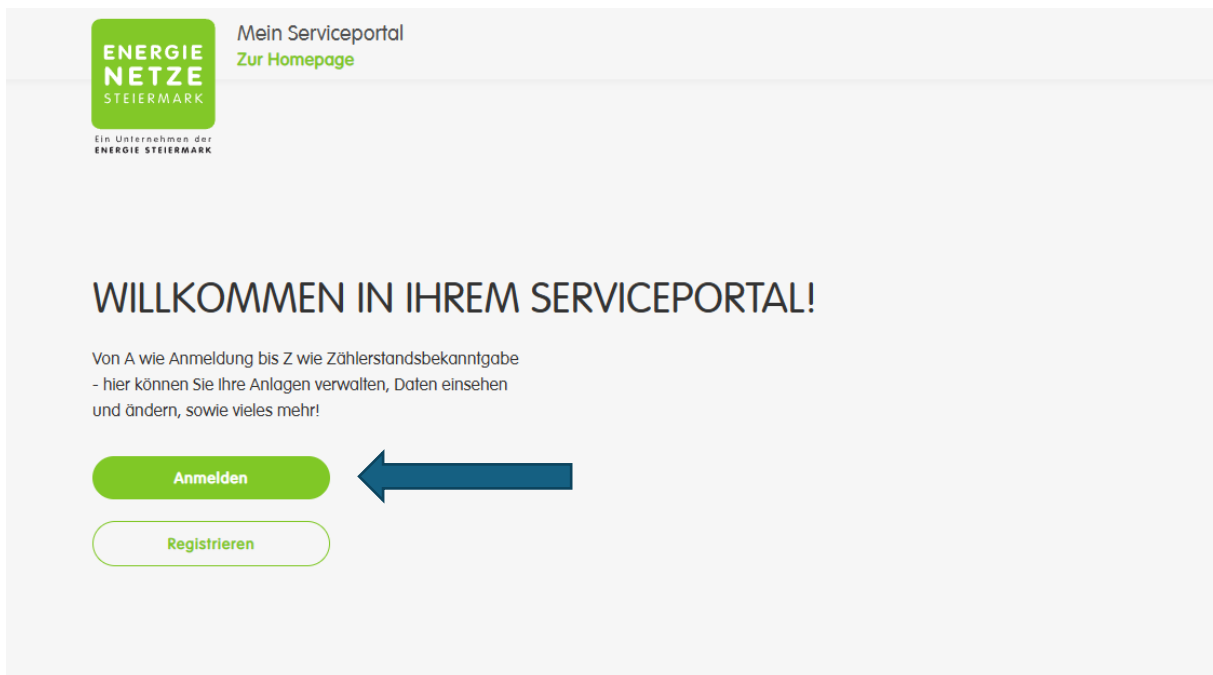 ENERGIE
NETZE
STEIERMARK
Ein Unternehmen der
ENERGIE STEIERMARK
Mein Serviceportal
Zur Homepage
WILLKOMMEN IN IHREM SERVICEPORTAL!
Von A wie Anmeldung bis Z wie Zählerstandsbekanntgabe
- hier können Sie Ihre Anlagen verwalten, Daten einsehen
und ändern, sowie vieles mehr!
Anmelden
Registrieren